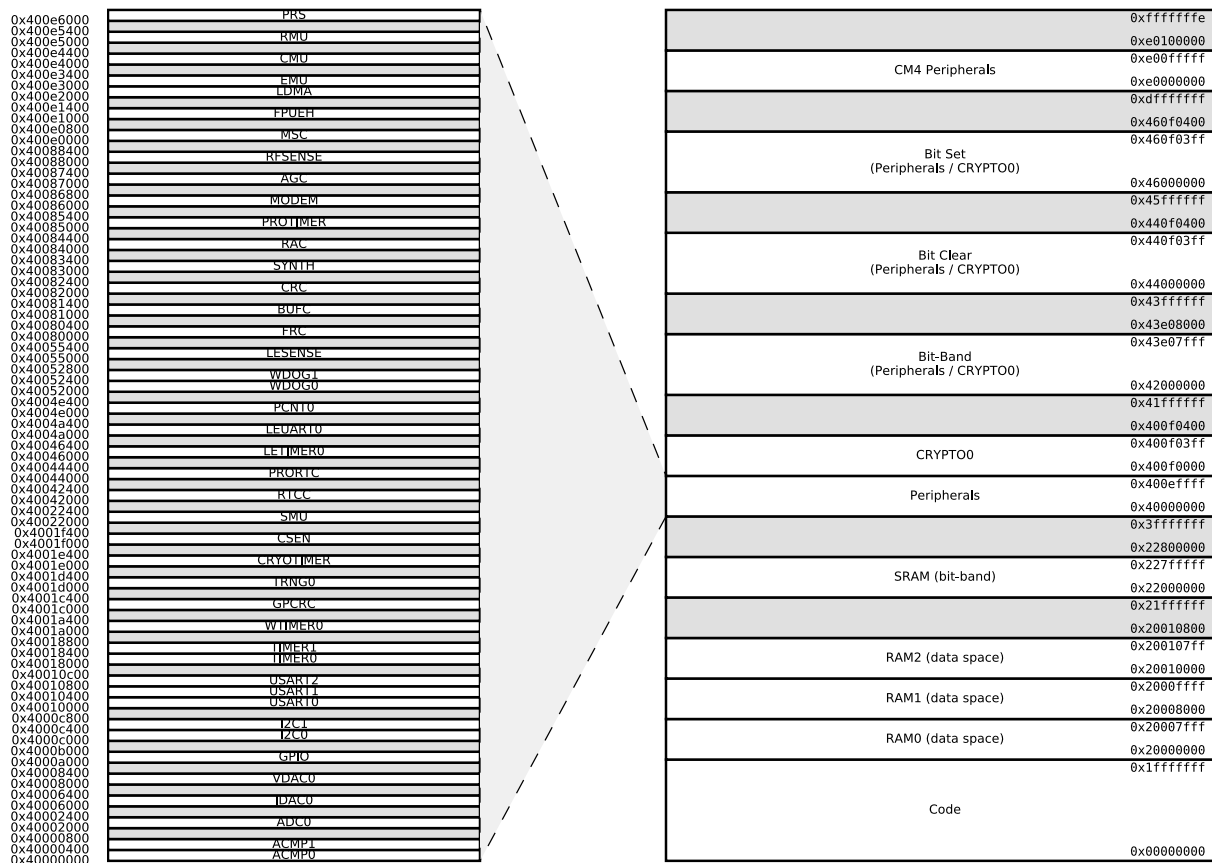 PRS
0x400e6000
0x400e5400
RMU
0x400e5000
0x400e4400
CMU
0x400e4000
0x400e3400
EMU
0x400e3000
LDMA
0x400e2000
0x400e1400
FPUEH
0x400e1000
0x400e0800
MSC
0x400e0000
0x40088400
RFSENSE
0x40088000
0x40087400
AGC
0x40087000
0x40086800
MODEM
0x40086000
0x40085400
PROTIMER
0x40085000
0x40084400
RAC
0x40084000
0x40083400
SYNTH
0x40083000
0x40082400
CRC
0x40082000
0x40081400
BUFC
0x40081000
0x40080400
FRC
0x40080000
0x40055400
LESENSE
0x40055000
0x40052800
WDOG1
0x40052400
WDOG0
0x40052000
0x4004e400
PCNT0
0x4004e000
0x4004a400
LEUART0
0x4004a000
0x40046400
LETIMER0
0x40046000
0x40044400
PRORTC
0x40044000
0x40042400
RTCC
0x40042000
0x40022400
SMU
0x40022000
0x4001f400
CSEN
0x4001f000
0x4001e400
CRYOTIMER
0x4001e000
0x4001d400
TRNG0
0x4001d000
0x4001c400
GPCRC
0x4001c000
0x4001a400
WTIMER0
0x4001a000
0x40018800
TIMER1
0x40018400
TIMER0
0x40018000
0x40010c00
USART2
0x40010800
USART1
0x40010400
USART0
0x40010000
0x4000c800
I2C1
0x4000c400
I2C0
0x4000c000
0x4000b000
GPIO
0x4000a000
0x40008400
VDAC0
0x40008000
0x40006400
IDAC0
0x40006000
0x40002400
ADC0
0x40002000
0x40000800
ACMP1
0x40000400
ACMP0
0x40000000
0xfffffffe
0xe0100000
0xe00fffff
CM4 Peripherals
0xe0000000
0xdfffffff
0x460f0400
0x460f03ff
Bit Set
(Peripherals / CRYPTO0)
0x46000000
0x45ffffff
0x440f0400
0x440f03ff
Bit Clear
(Peripherals / CRYPTO0)
0x44000000
0x43ffffff
0x43e08000
0x43e07fff
Bit-Band
(Peripherals / CRYPTO0)
0x42000000
0x41ffffff
0x400f0400
0x400f03ff
CRYPTO0
0x400f0000
0x400effff
Peripherals
0x40000000
0x3fffffff
0x22800000
0x227fffff
SRAM (bit-band)
0x22000000
0x21ffffff
0x20010800
0x200107ff
RAM2 (data space)
0x20010000
0x2000ffff
RAM1 (data space)
0x20008000
0x20007fff
RAM0 (data space)
0x20000000
0x1fffffff
Code
0x00000000